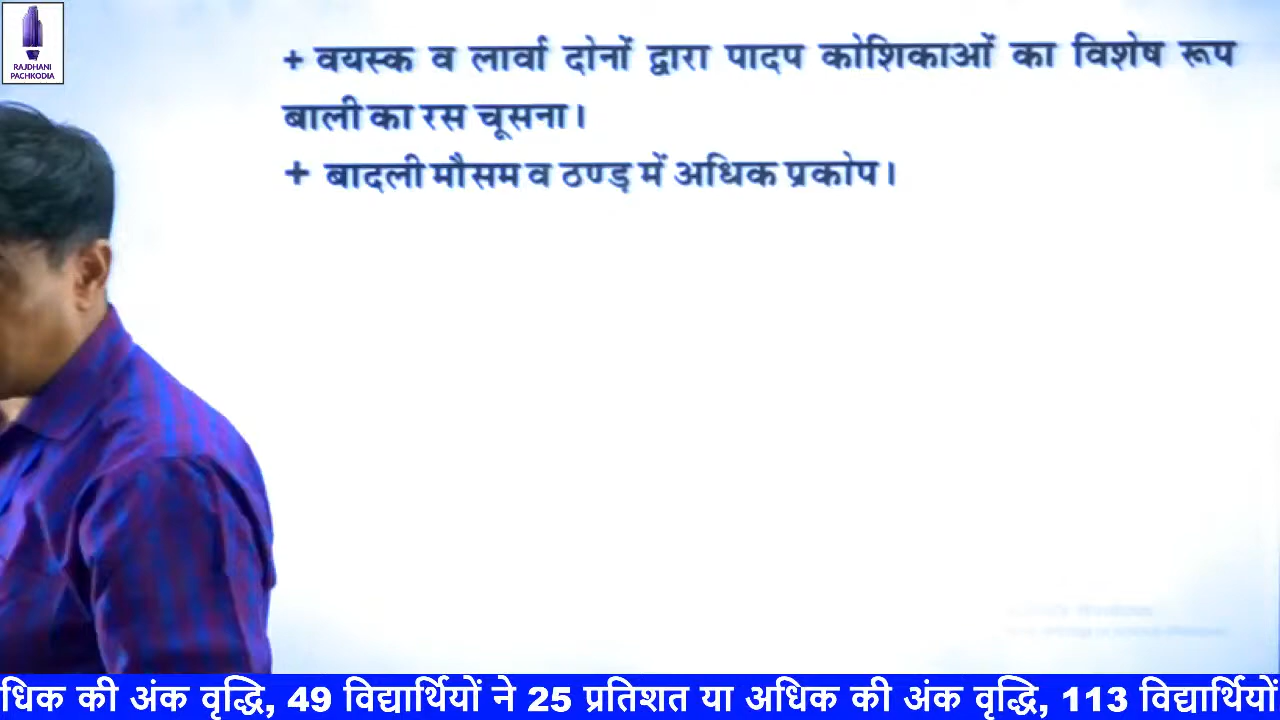 RAJDHANI
PACHKODIA
+ वयस्क व लार्वा दोनों द्वारा पादप कोशिकाओं का विशेष रूप
बाली का रस चूसना।
+ बादली मौसम व ठण्ड में अधिक प्रकोप।
धिक की अंक वृद्धि, 49 विद्यार्थियों ने 25 प्रतिशत या अधिक की अंक वृद्धि, 113 विद्यार्थियों